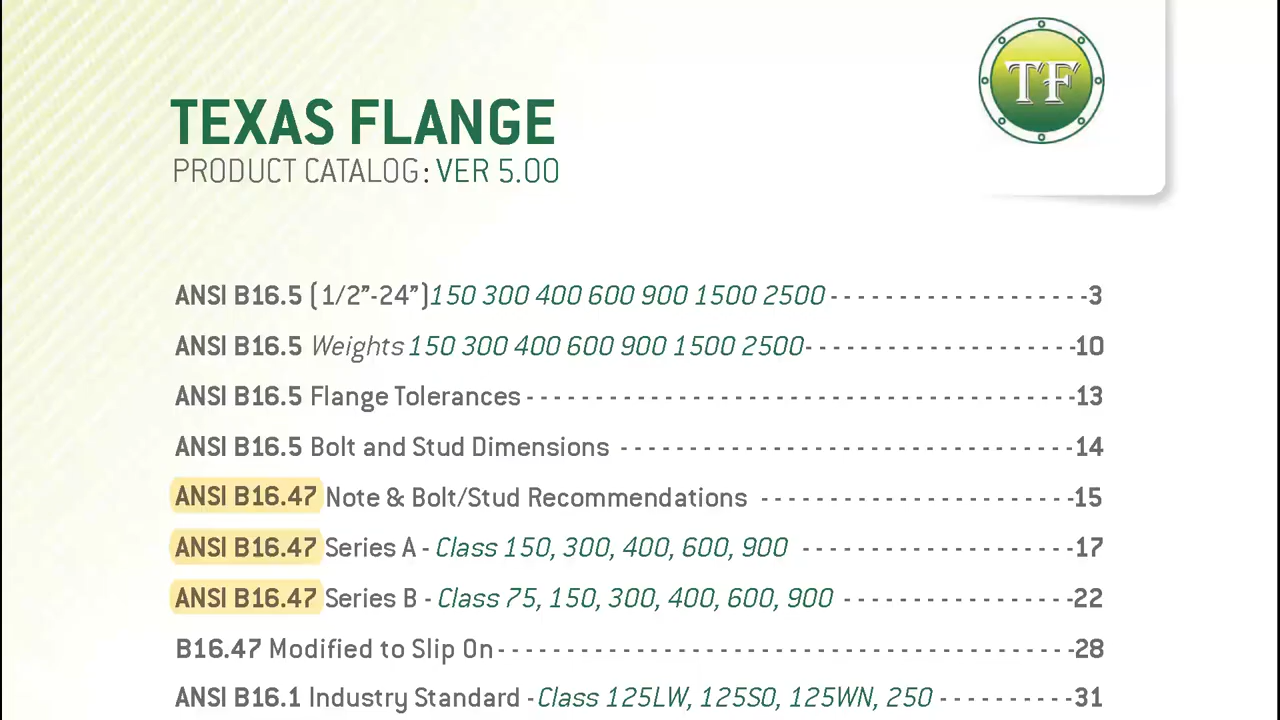 TF
TEXAS FLANGE
PRODUCT CATALOG: VER 5.00
ANSI B16.5 (1/2”-24”)150 300 400 600 900 1500 2500 - - - - - - - - - - - - - - - - - - - -3
ANSI B16.5 Weights 150 300 400 600 900 1500 2500- - - - - - - - - - - - - - - - - - - - -10
ANSI B16.5 Flange Tolerances - - - - - - - - - - - - - - - - - - - - - - - - - - - - - - - - - - - - - - - -13
ANSI B16.5 Bolt and Stud Dimensions - - - - - - - - - - - - - - - - - - - - - - - - - - - - - - - - -14
ANSI B16.47 Note & Bolt/Stud Recommendations - - - - - - - - - - - - - - - - - - - - - - -15
ANSI B16.47 Series A - Class 150, 300, 400, 600, 900 - - - - - - - - - - - - - - - - - - - -17
ANSI B16.47 Series B - Class 75, 150, 300, 400, 600, 900 - - - - - - - - - - - - - - - - -22
B16.47 Modified to Slip On- - - - - - - - - - - - - - - - - - - - - - - - - - - - - - - - - - - - - - - - - -28
ANSI B16.1 Industry Standard -Class 125LW, 125SO, 125WN, 250 - - - - - - - - - -31